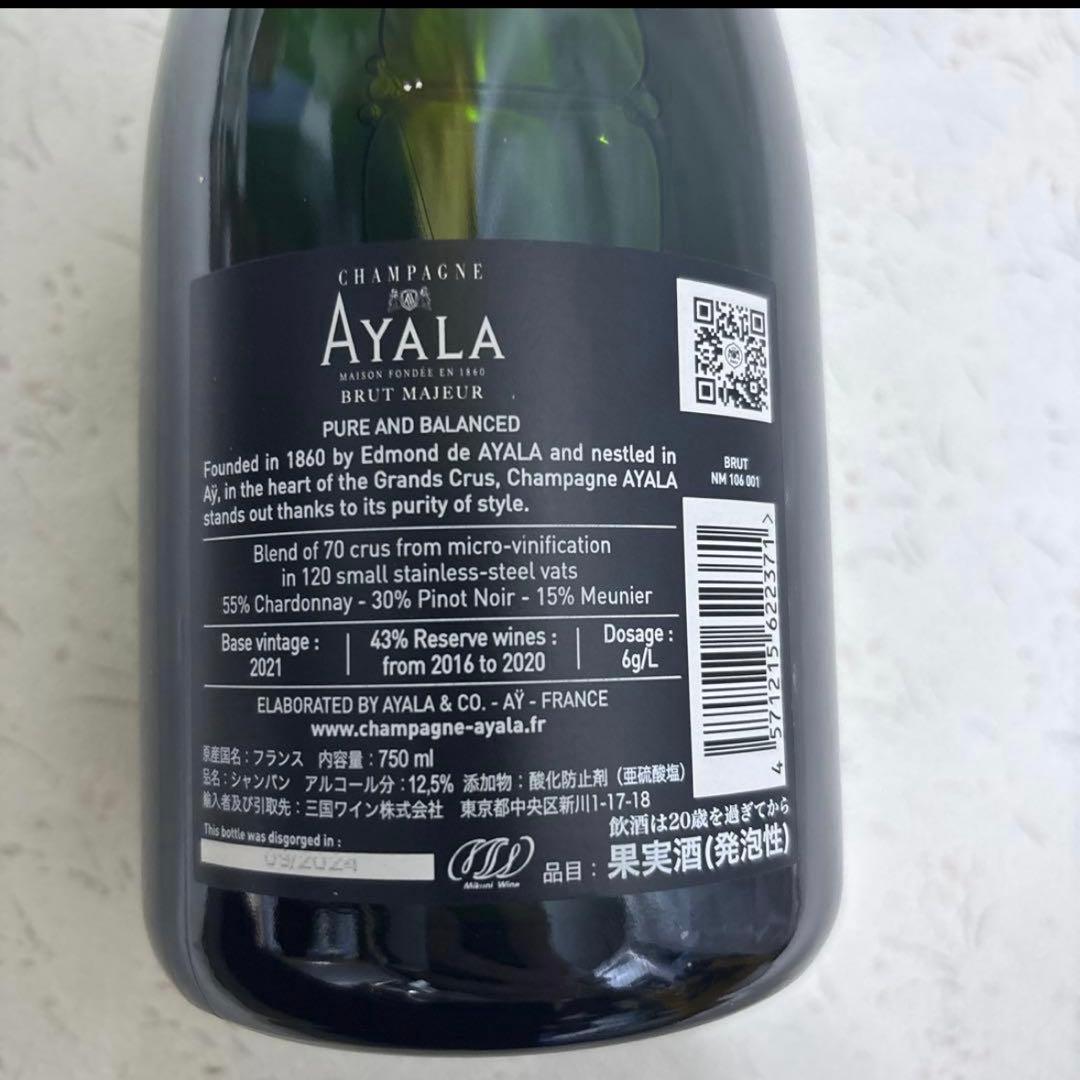 CHAMPAGNE
AYALA
MAISON FONDÉE EN 1860
BRUT MAJEUR
PURE AND BALANCED
Founded in 1860 by Edmond de AYALA and nestled in
Aÿ, in the heart of the Grands Crus, Champagne AYALA
stands out thanks to its purity of style.
Blend of 70 crus from micro-vinification
in 120 small stainless-steel vats
55% Chardonnay - 30% Pinot Noir - 15% Meunier
Base vintage :
2021
43% Reserve wines :
from 2016 to 2020
Dosage :
6g/L
ELABORATED BY AYALA & CO. - AŸ - FRANCE
www.champagne-ayala.fr
原産国名：フランス 内容量：750 ml
品名：シャンパン アルコール分：12,5% 添加物：酸化防止剤（亜硫酸塩）
輸入者及び引取先：三国ワイン株式会社 東京都中央区新川1-17-18
飲酒は20歳を過ぎてから
This bottle was disgorged in :
09/2024
Mikuni Wine
品目：果実酒(発泡性)
BRUT
NM 106 001
4 571215 622371 >